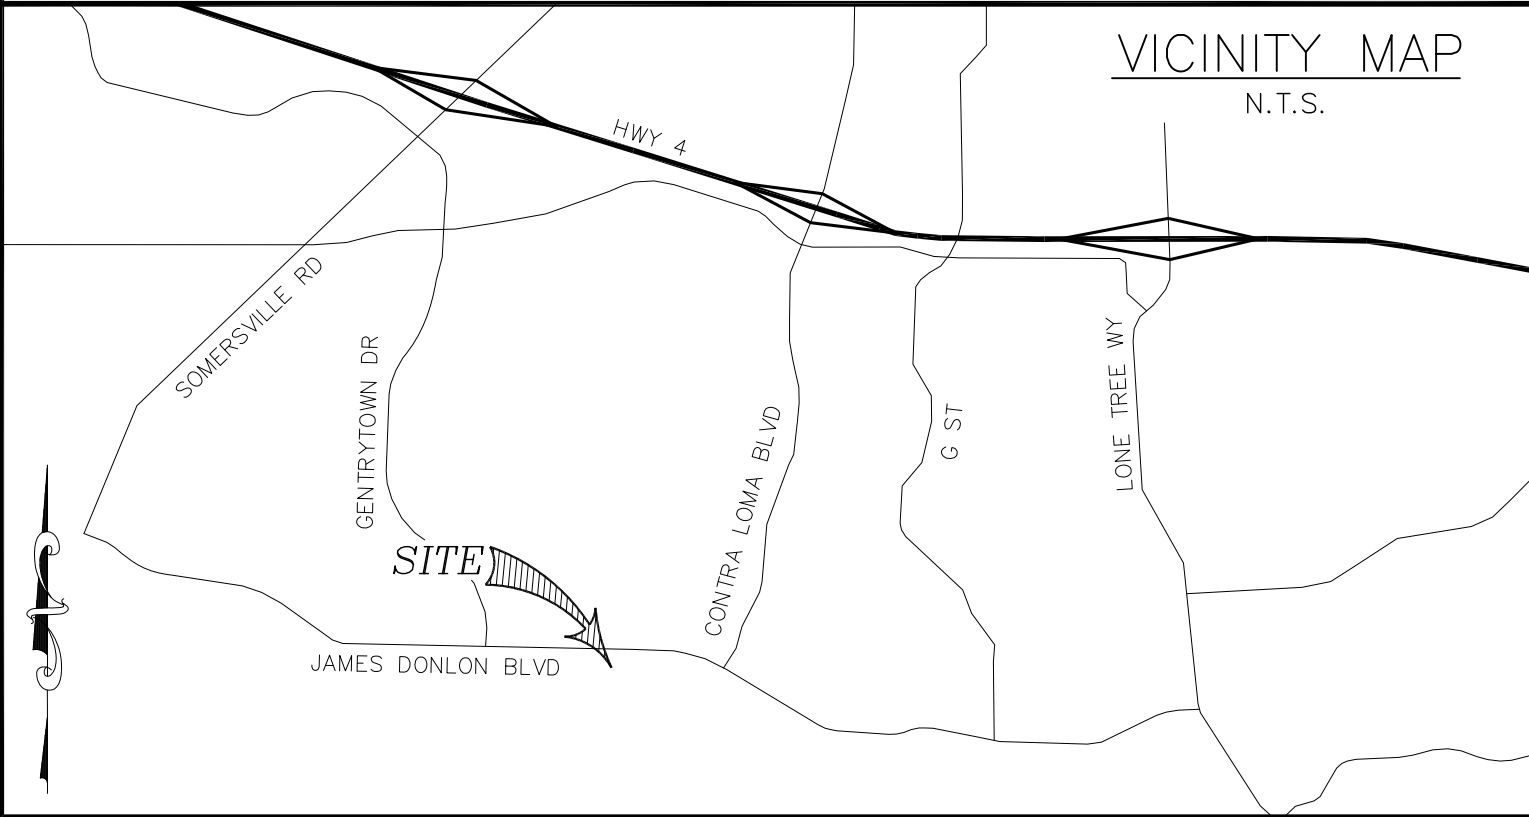 VICINITY MAP
N.T.S.
HWY 4
SOMERSVILLE RD
GENTRYTOWN DR
CONTRA LOMA BLVD
G ST
LONE TREE WY
SITE
JAMES DONLON BLVD